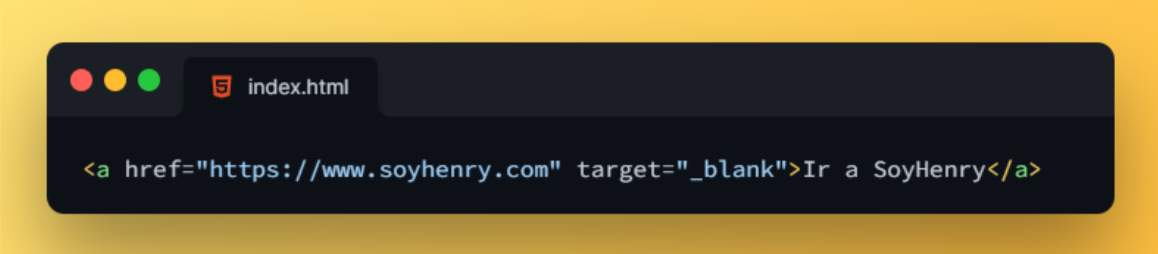 index.html
<a href="https://www.soyhenry.com" target="_blank">Ir a SoyHenry</a>